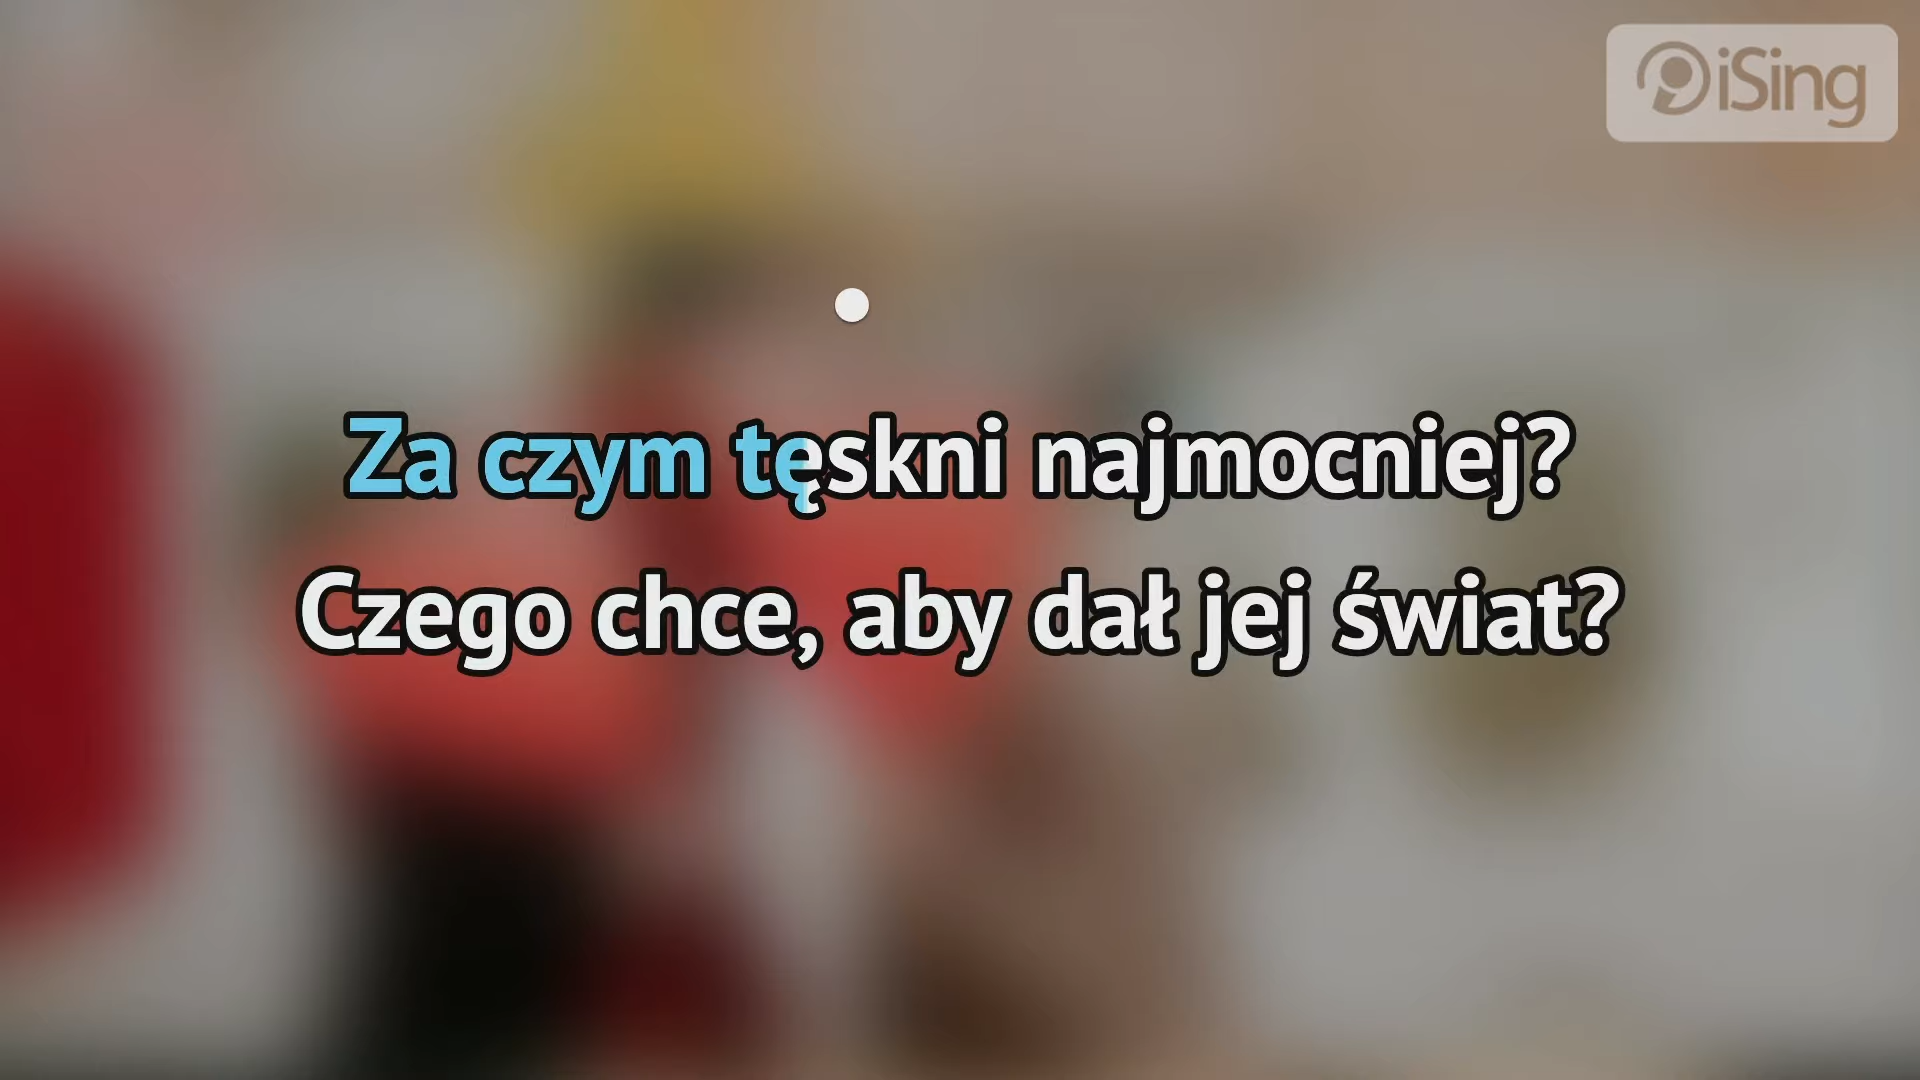 iSing
Za czym tęskni najmocniej?
Czego chce, aby dał jej świat?